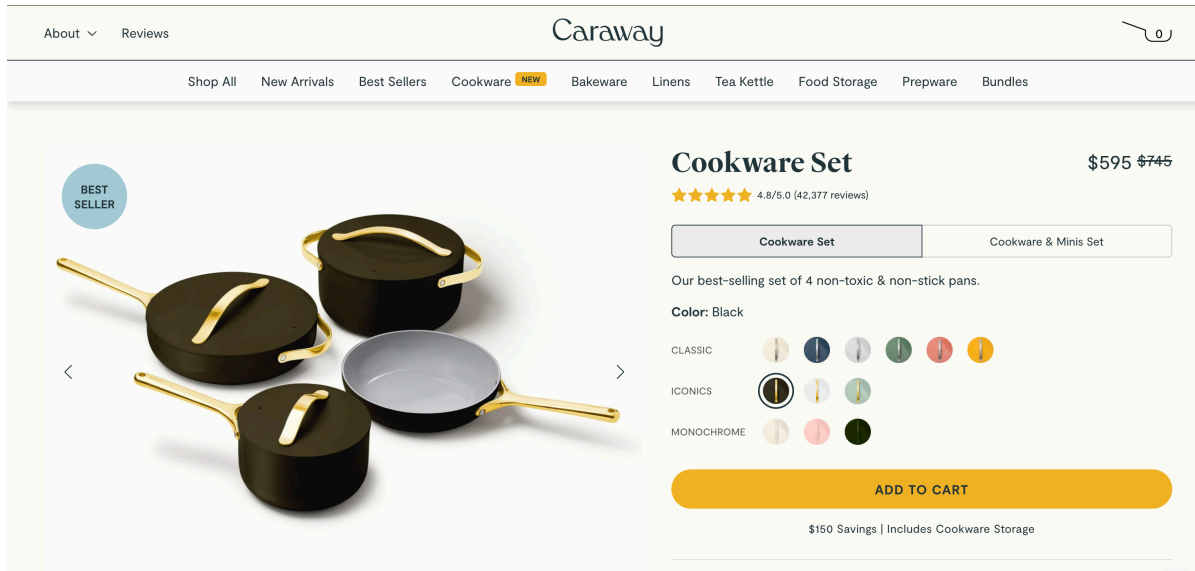 About
Reviews
Caraway
0
Shop All
New Arrivals
Best Sellers
Cookware NEW
Bakeware
Linens
Tea Kettle
Food Storage
Prepware
Bundles
BEST
SELLER
Cookware Set
$595 $745
4.8/5.0 (42,377 reviews)
Cookware Set
Cookware & Minis Set
Our best-selling set of 4 non-toxic & non-stick pans.
Color: Black
CLASSIC
ICONICS
MONOCHROME
ADD TO CART
$150 Savings | Includes Cookware Storage